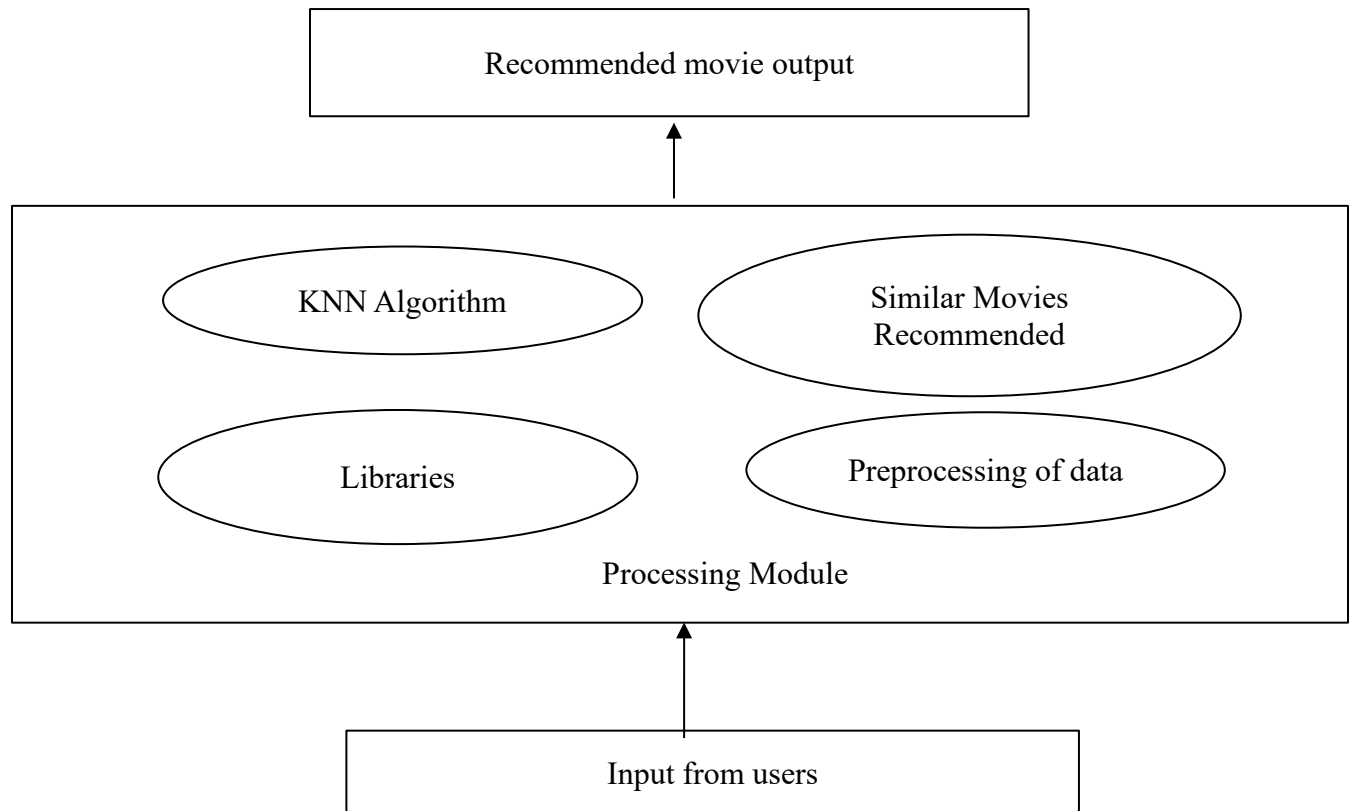 Recommended movie output
KNN Algorithm
Similar Movies
Recommended
Libraries
Preprocessing of data
Processing Module
Input from users